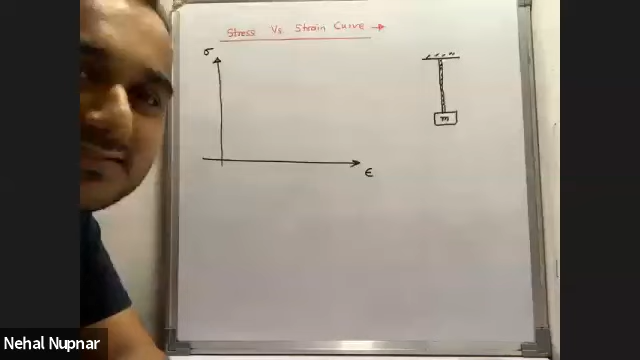 Stress Vs Strain Curve →
σ
m
ε
Nehal Nupnar